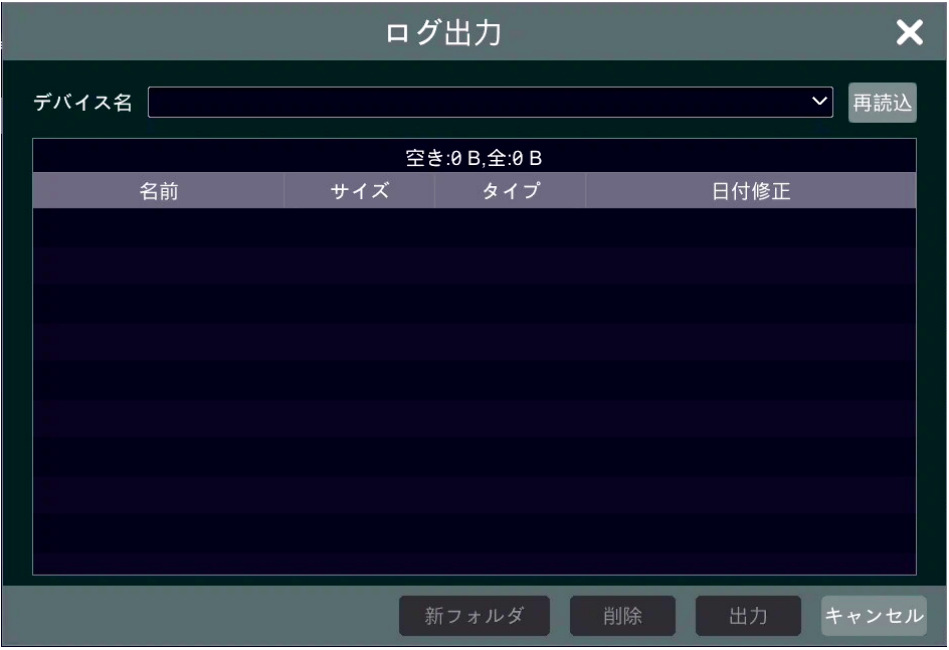 ログ出力
デバイス名 再読込
空き:0 B,全:0 B
名前 サイズ タイプ 日付修正
新フォルダ 削除 出力 キャンセル